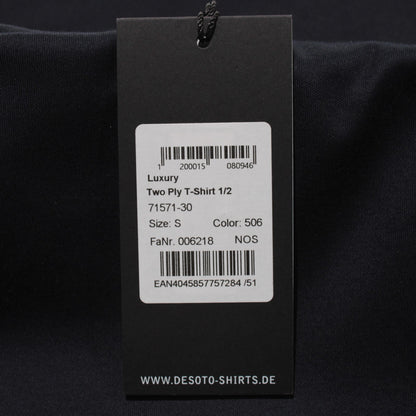 1 200015 080946
Luxury
Two Ply T-Shirt 1/2
71571-30
Size: S Color: 506
FaNr. 006218 NOS
EAN4045857757284 /51
WWW.DESOTO-SHIRTS.DE